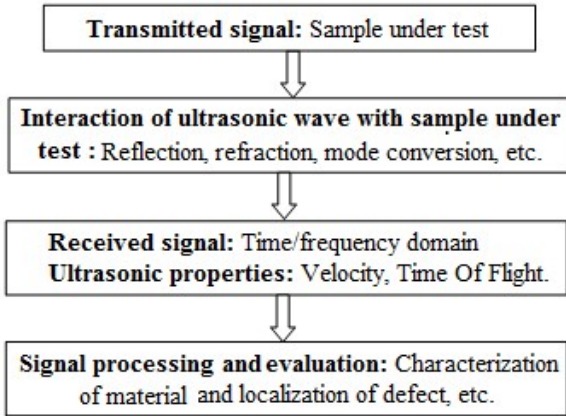 Transmitted signal: Sample under test
Interaction of ultrasonic wave with sample under
test : Reflection, refraction, mode conversion, etc.
Received signal: Time/frequency domain
Ultrasonic properties: Velocity, Time Of Flight.
Signal processing and evaluation: Characterization
of material and localization of defect, etc.